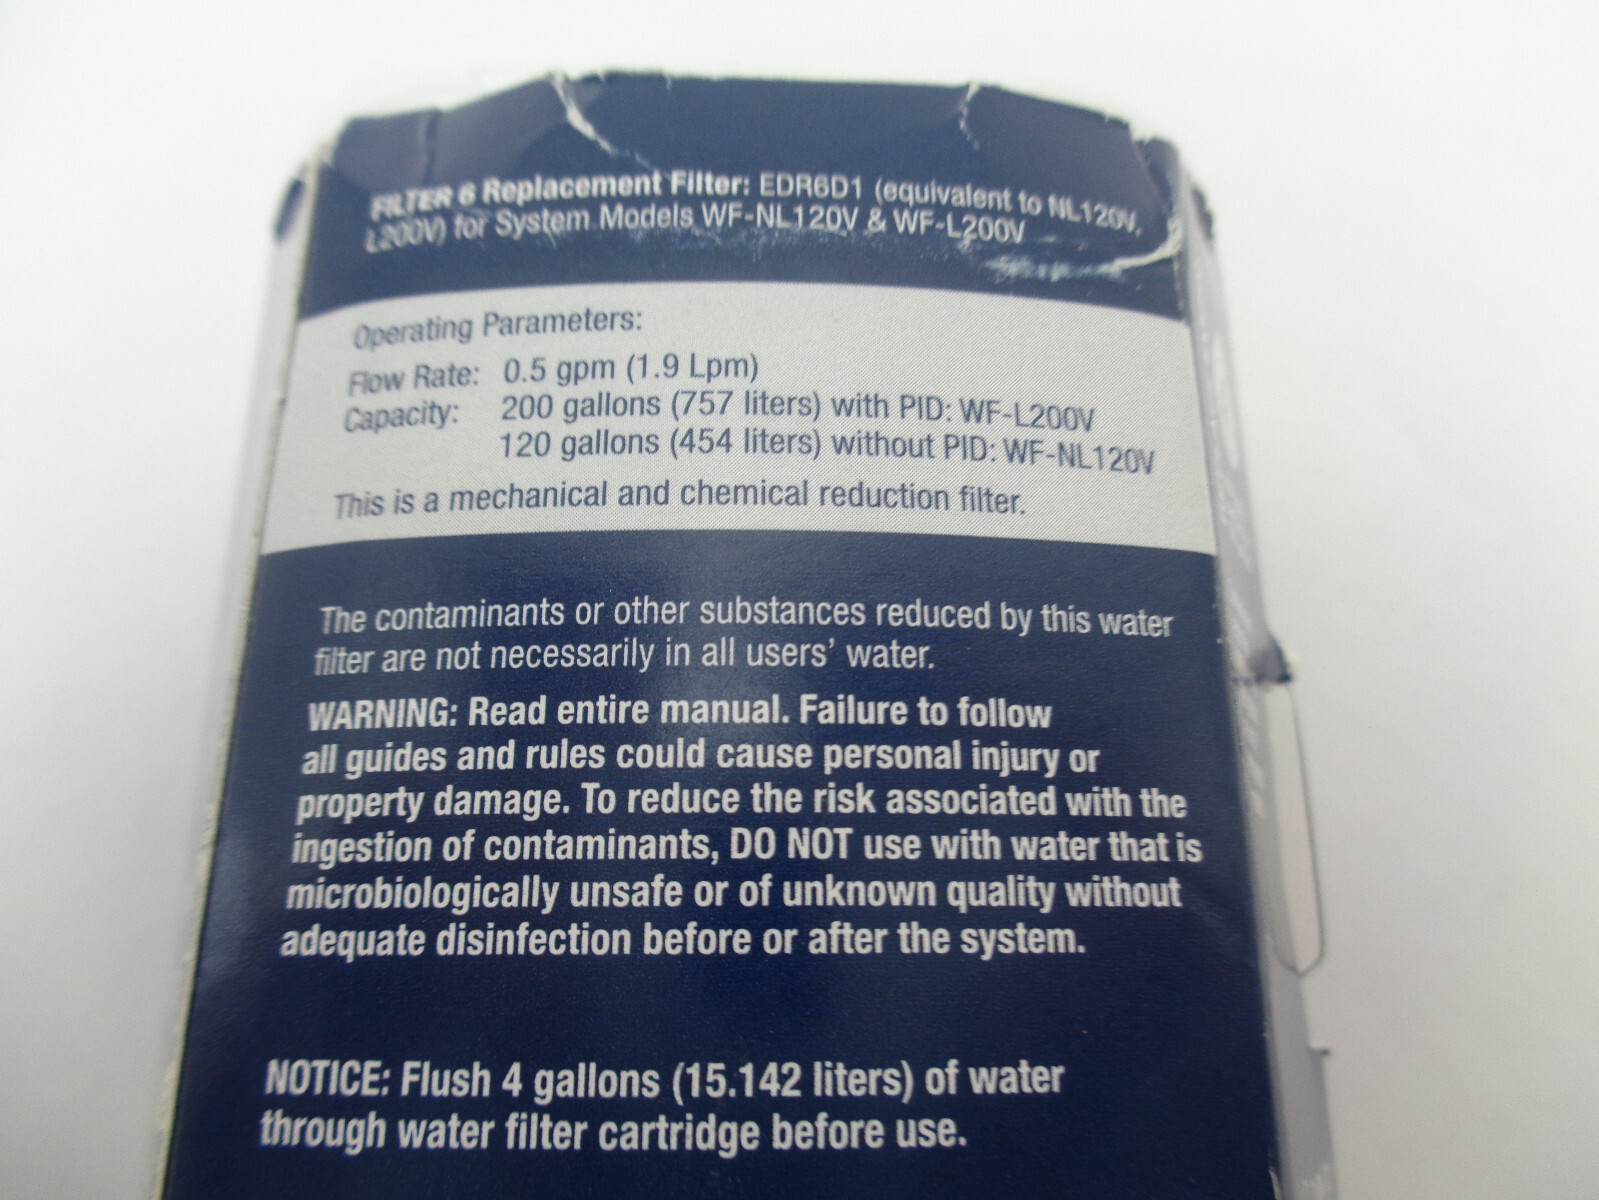 FILTER 6 Replacement Filter: EDR6D1 (equivalent to NL120V,
L200V) for System Models WF-NL120V & WF-L200V
Operating Parameters:
Flow Rate: 0.5 gpm (1.9 Lpm)
Capacity: 200 gallons (757 liters) with PID: WF-L200V
120 gallons (454 liters) without PID: WF-NL120V
This is a mechanical and chemical reduction filter.
The contaminants or other substances reduced by this water
filter are not necessarily in all users’ water.
WARNING: Read entire manual. Failure to follow
all guides and rules could cause personal injury or
property damage. To reduce the risk associated with the
ingestion of contaminants, DO NOT use with water that is
microbiologically unsafe or of unknown quality without
adequate disinfection before or after the system.
NOTICE: Flush 4 gallons (15.142 liters) of water
through water filter cartridge before use.